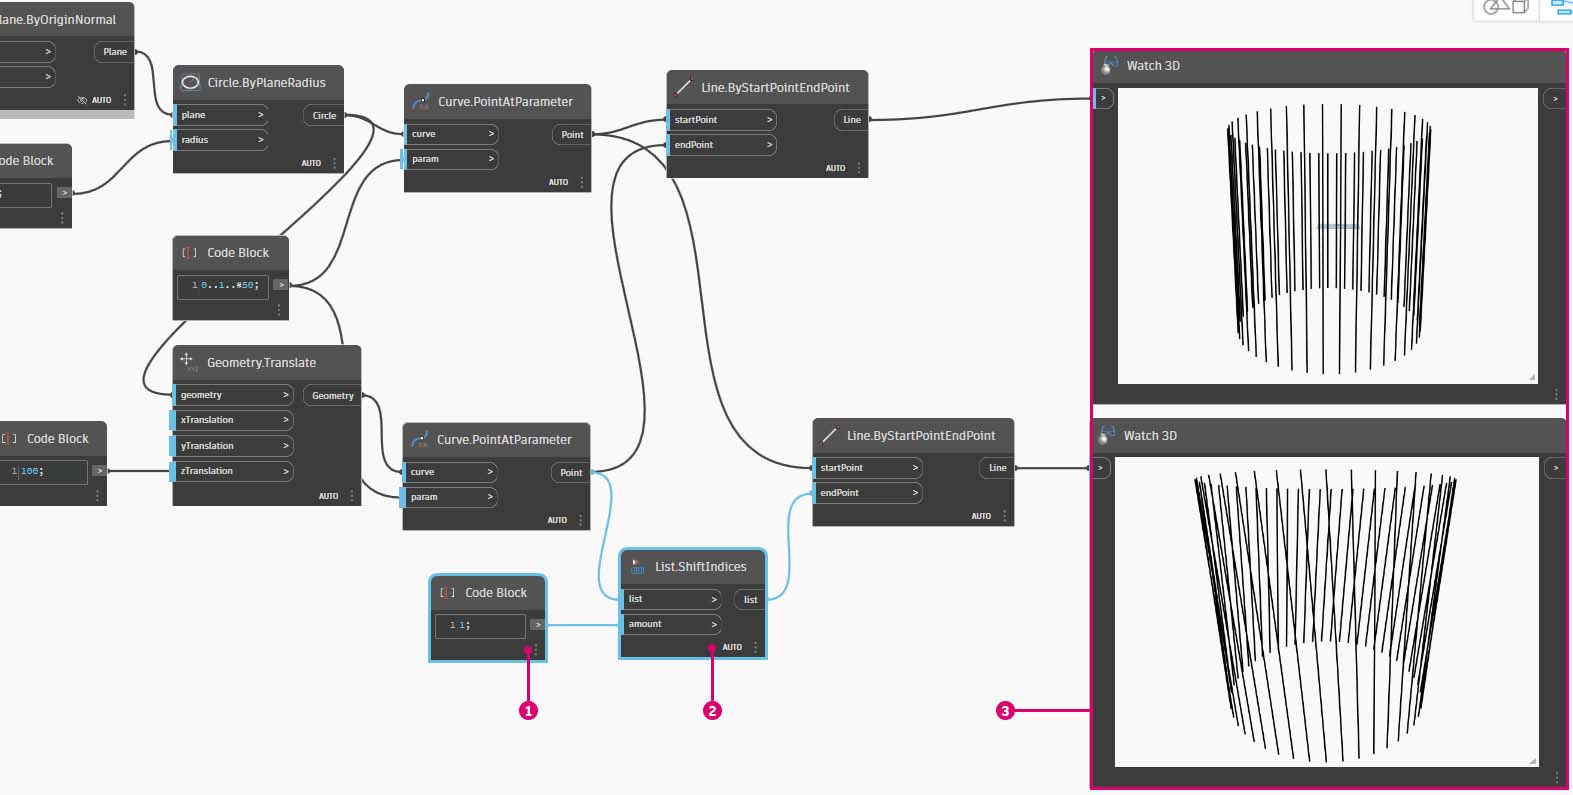 lane.ByOriginNormal
> Plane
>
AUTO
ode Block
; >
Circle.ByPlaneRadius
plane > Circle
radius >
AUTO
Curve.PointAtParameter
curve > Point
param >
AUTO
Line.ByStartPointEndPoint
startPoint > Line
endPoint >
AUTO
Watch 3D
> >
Code Block
1 0..1..#50; >
Geometry.Translate
geometry > Geometry
xTranslation >
yTranslation >
zTranslation >
AUTO
Code Block
1 100; >
Curve.PointAtParameter
curve > Point
param >
AUTO
Line.ByStartPointEndPoint
startPoint > Line
endPoint >
AUTO
Watch 3D
> >
Code Block
1 1; >
List.ShiftIndices
list > list
amount >
AUTO
1
2
3